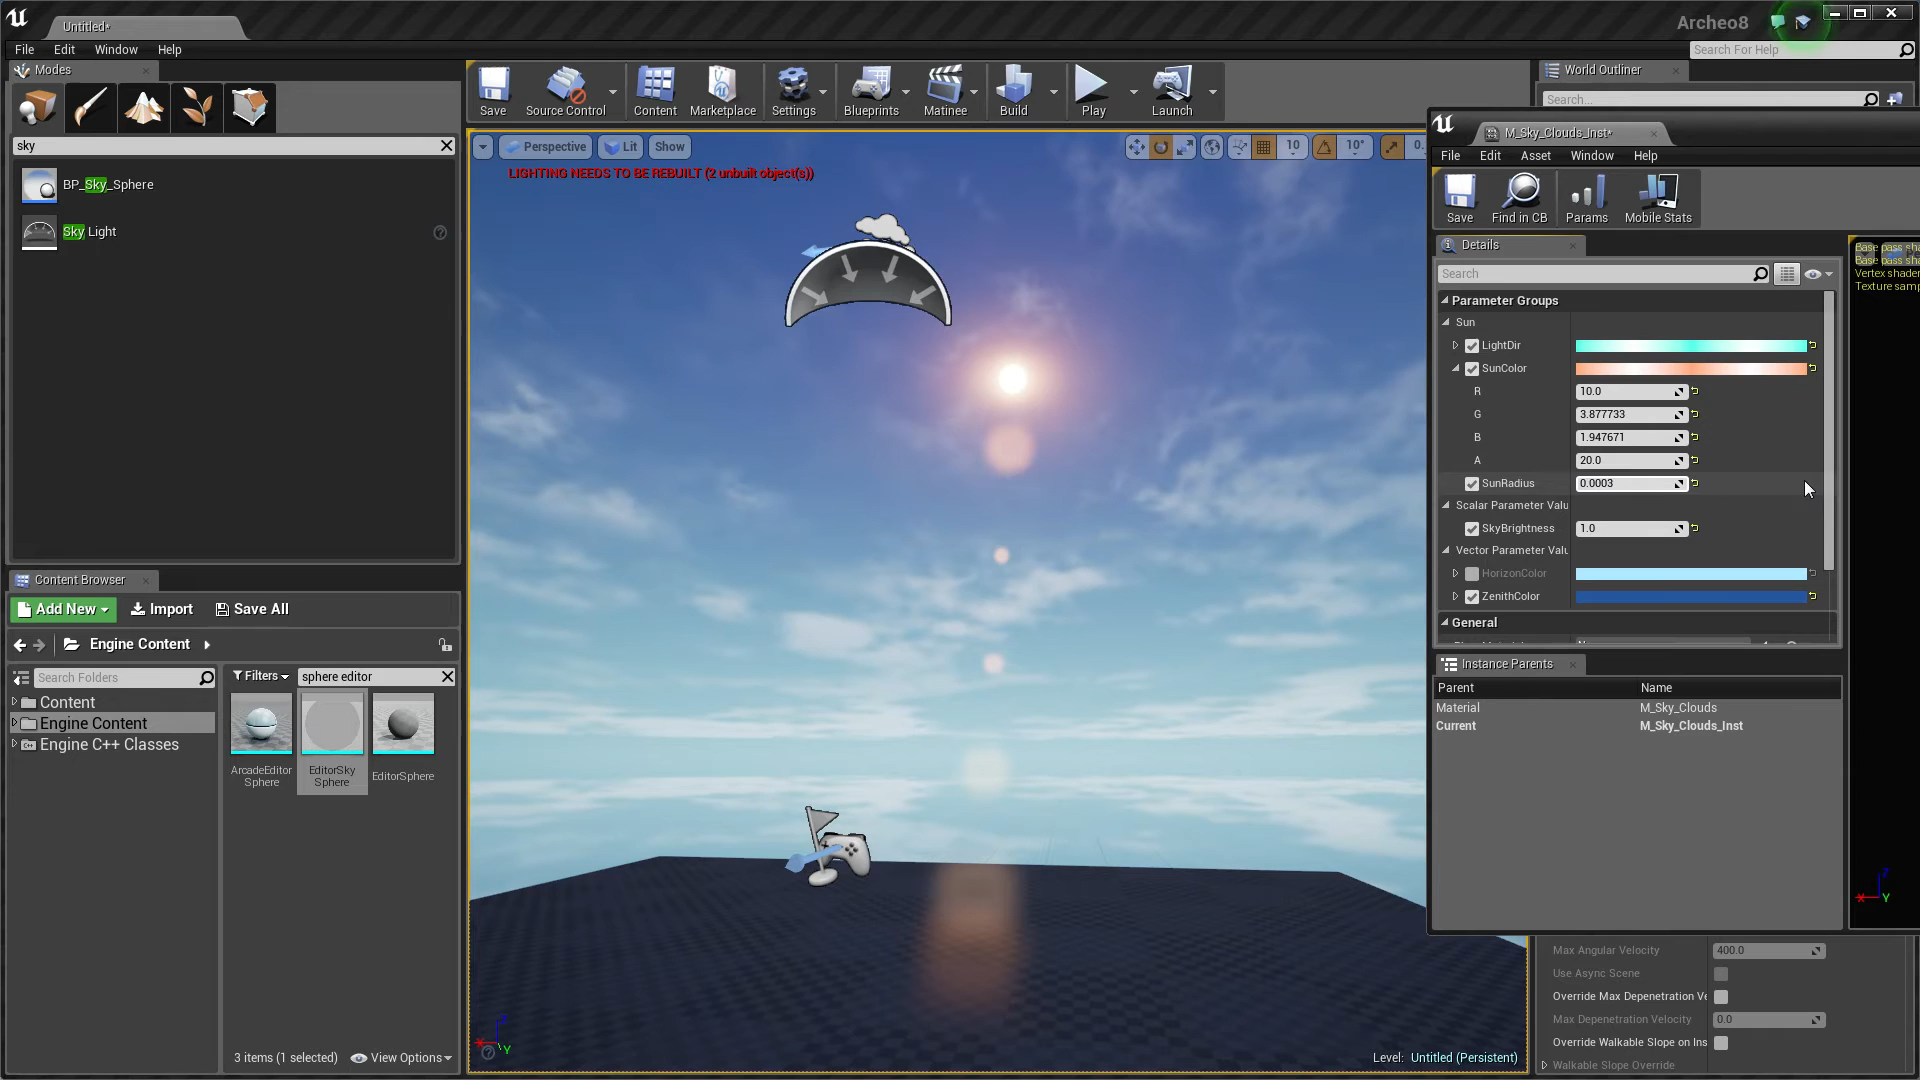 Untitled*
Archeo8
File Edit Window Help
Search For Help
Modes
sky
BP_Sky_Sphere
Sky Light
Save
Source Control
Content
Marketplace
Settings
Blueprints
Matinee
Build
Play
Launch
Perspective
Lit
Show
10
10°
0.
LIGHTING NEEDS TO BE REBUILT (2 unbuilt object(s))
Level: Untitled (Persistent)
World Outliner
Search...
M_Sky_Clouds_Inst*
File Edit Asset Window Help
Save
Find in CB
Params
Mobile Stats
Details
Search
Parameter Groups
Sun
LightDir
SunColor
R 10.0
G 3.877733
B 1.947671
A 20.0
SunRadius 0.0003
Scalar Parameter Valu
SkyBrightness 1.0
Vector Parameter Valu
HorizonColor
ZenithColor
General
Base pass sha
Base pass sha
Vertex shader
Texture samp
Instance Parents
Parent Name
Material M_Sky_Clouds
Current M_Sky_Clouds_Inst
Z
Y
Max Angular Velocity 400.0
Use Async Scene
Override Max Depenetration Ve
Max Depenetration Velocity 0.0
Override Walkable Slope on Ins
Walkable Slope Override
Content Browser
Add New
Import
Save All
Engine Content
Search Folders
Content
Engine Content
Engine C++ Classes
Filters
sphere editor
ArcadeEditor
Sphere
EditorSky
Sphere
EditorSphere
3 items (1 selected)
View Options
Z
Y